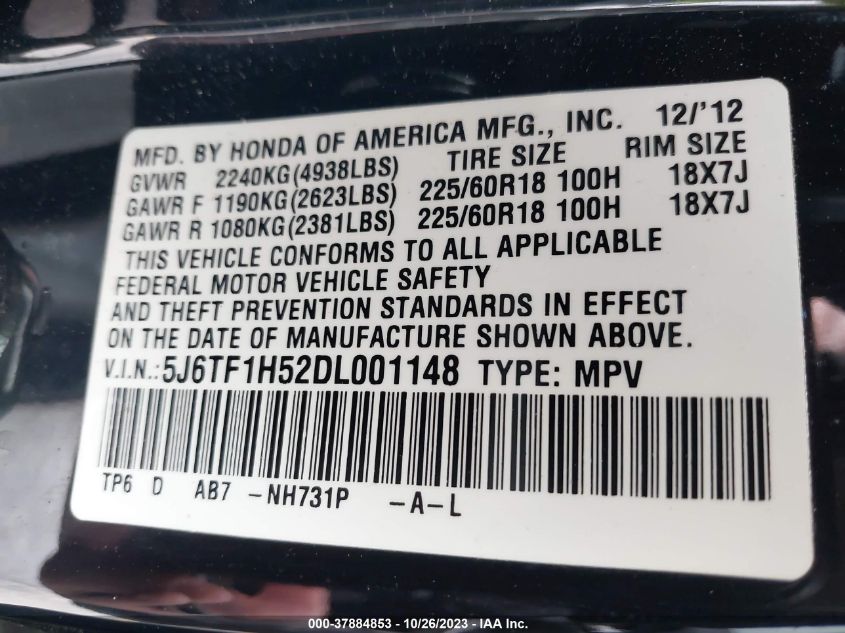 MFD. BY HONDA OF AMERICA MFG., INC. 12/'12
GVWR 2240KG(4938LBS) TIRE SIZE RIM SIZE
GAWR F 1190KG(2623LBS) 225/60R18 100H 18X7J
GAWR R 1080KG(2381LBS) 225/60R18 100H 18X7J
THIS VEHICLE CONFORMS TO ALL APPLICABLE
FEDERAL MOTOR VEHICLE SAFETY
AND THEFT PREVENTION STANDARDS IN EFFECT
ON THE DATE OF MANUFACTURE SHOWN ABOVE.
V.I.N.:5J6TF1H52DL001148 TYPE: MPV
TP6 D AB7 -NH731P -A-L
000-37884853 | 10/26/2023 - IAA Inc.